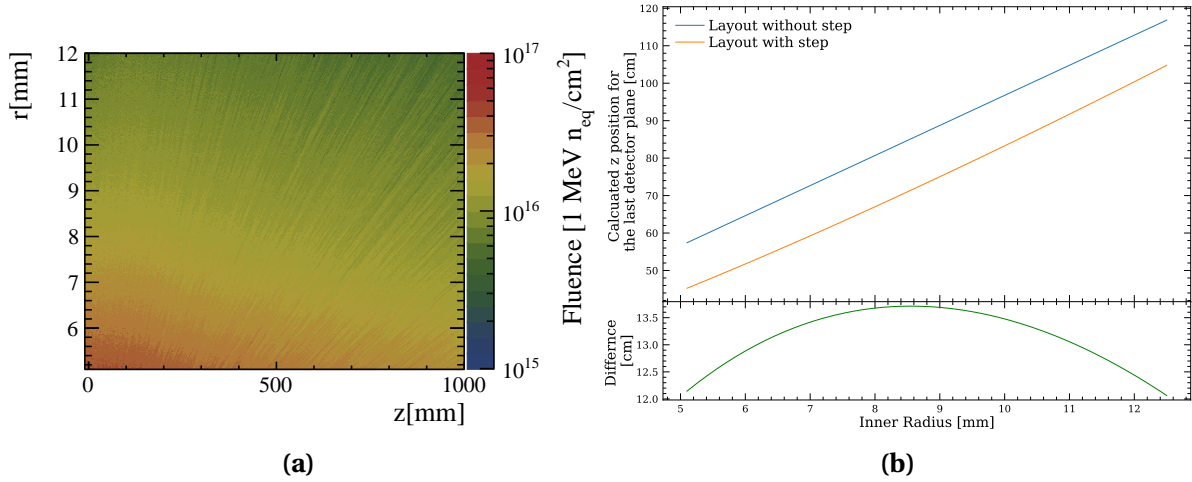 12
11
10
9
8
7
6
r[mm]
0
500
1000
z[mm]
10^17
10^16
10^15
Fluence [1 MeV n_eq/cm^2]
(a)
120
110
100
90
80
70
60
50
Calcuated z position for
the last detector plane [cm]
Layout without step
Layout with step
13.5
13.0
12.5
12.0
Differnce
[cm]
5 6 7 8 9 10 11 12
Inner Radius [mm]
(b)